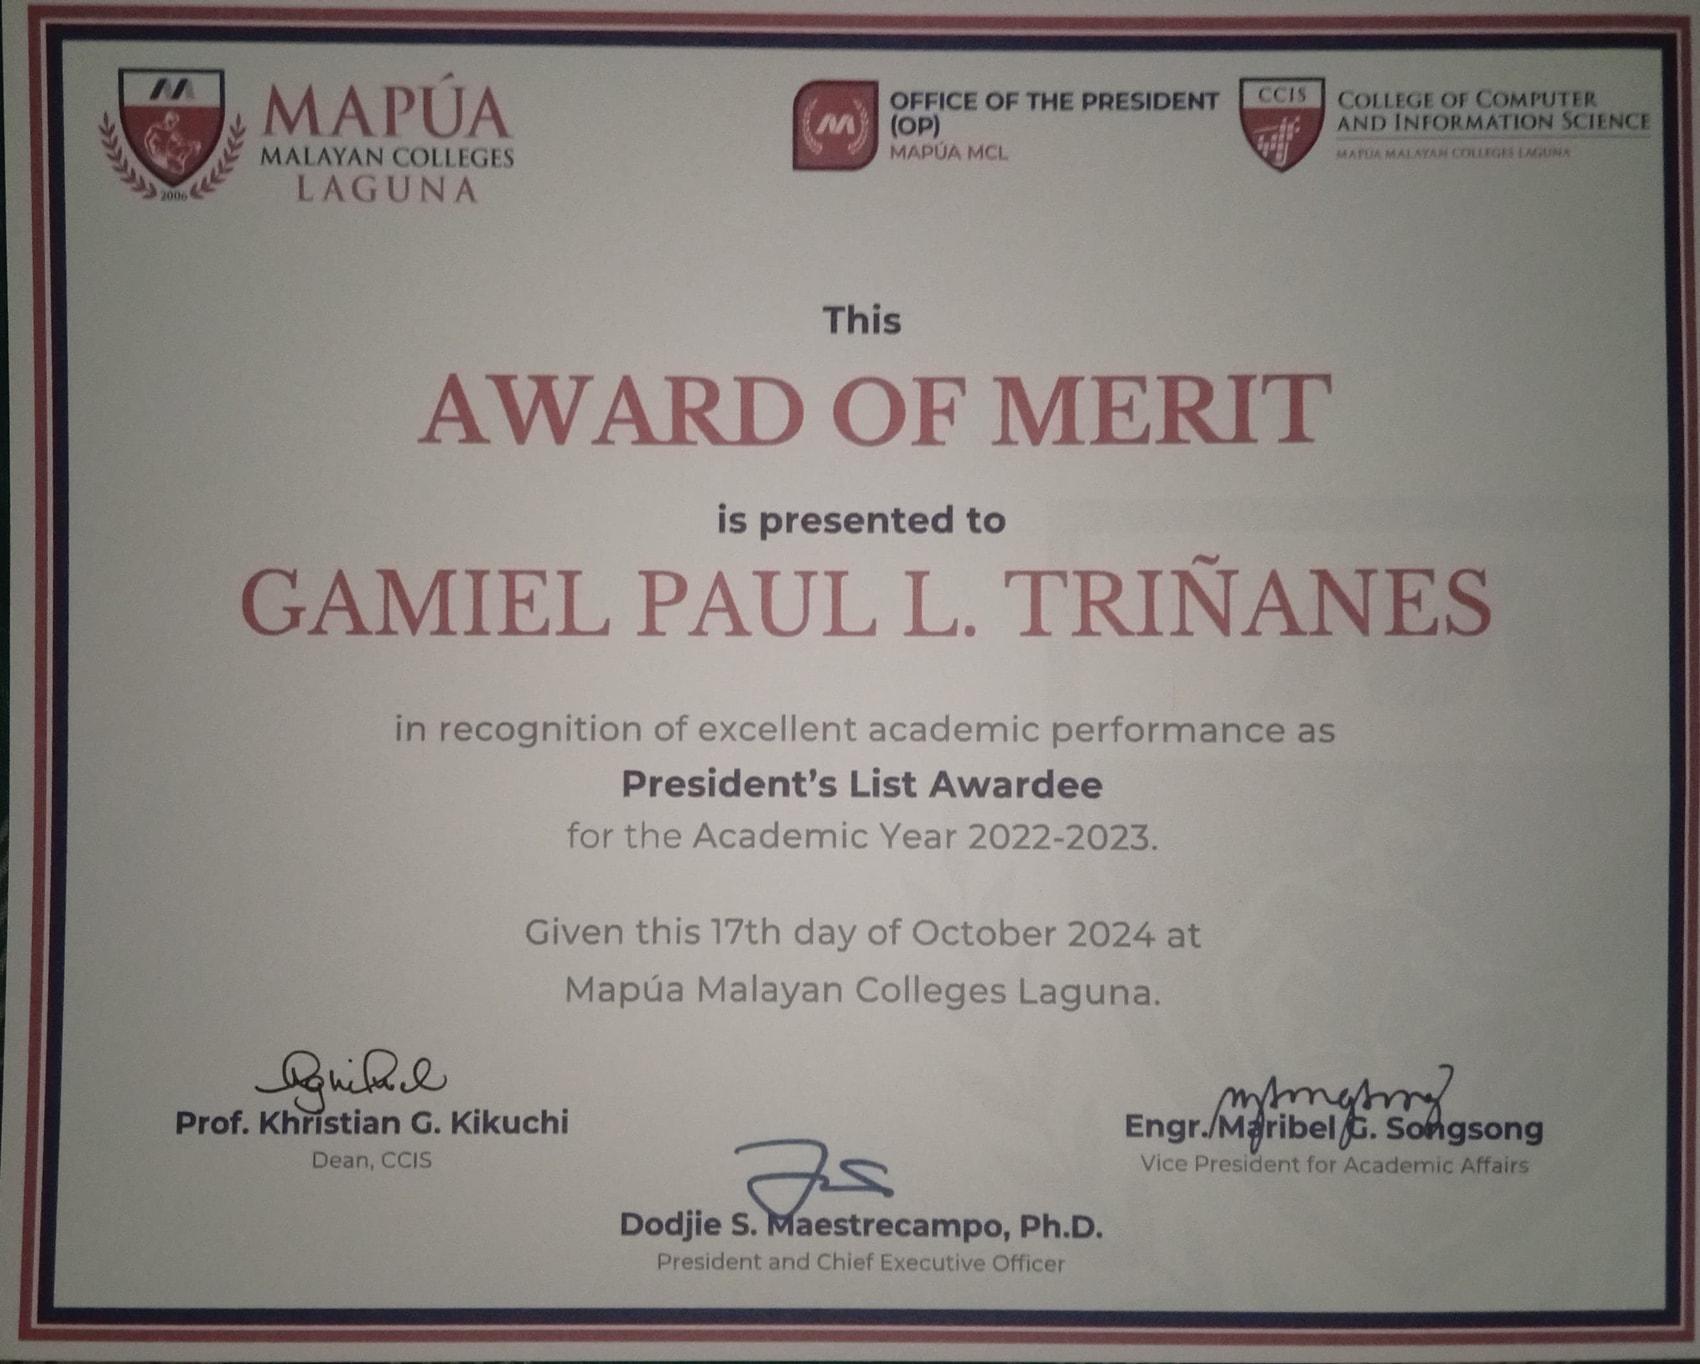 MAPÚA
MALAYAN COLLEGES
LAGUNA
2006
OFFICE OF THE PRESIDENT
(OP)
MAPÚA MCL
CCIS
COLLEGE OF COMPUTER
AND INFORMATION SCIENCE
MAPÚA MALAYAN COLLEGES LAGUNA
This
AWARD OF MERIT
is presented to
GAMIEL PAUL L. TRIÑANES
in recognition of excellent academic performance as
President's List Awardee
for the Academic Year 2022-2023.
Given this 17th day of October 2024 at
Mapúa Malayan Colleges Laguna.
Prof. Khristian G. Kikuchi
Dean, CCIS
Engr. Maribel G. Songsong
Vice President for Academic Affairs
Dodjie S. Maestrecampo, Ph.D.
President and Chief Executive Officer